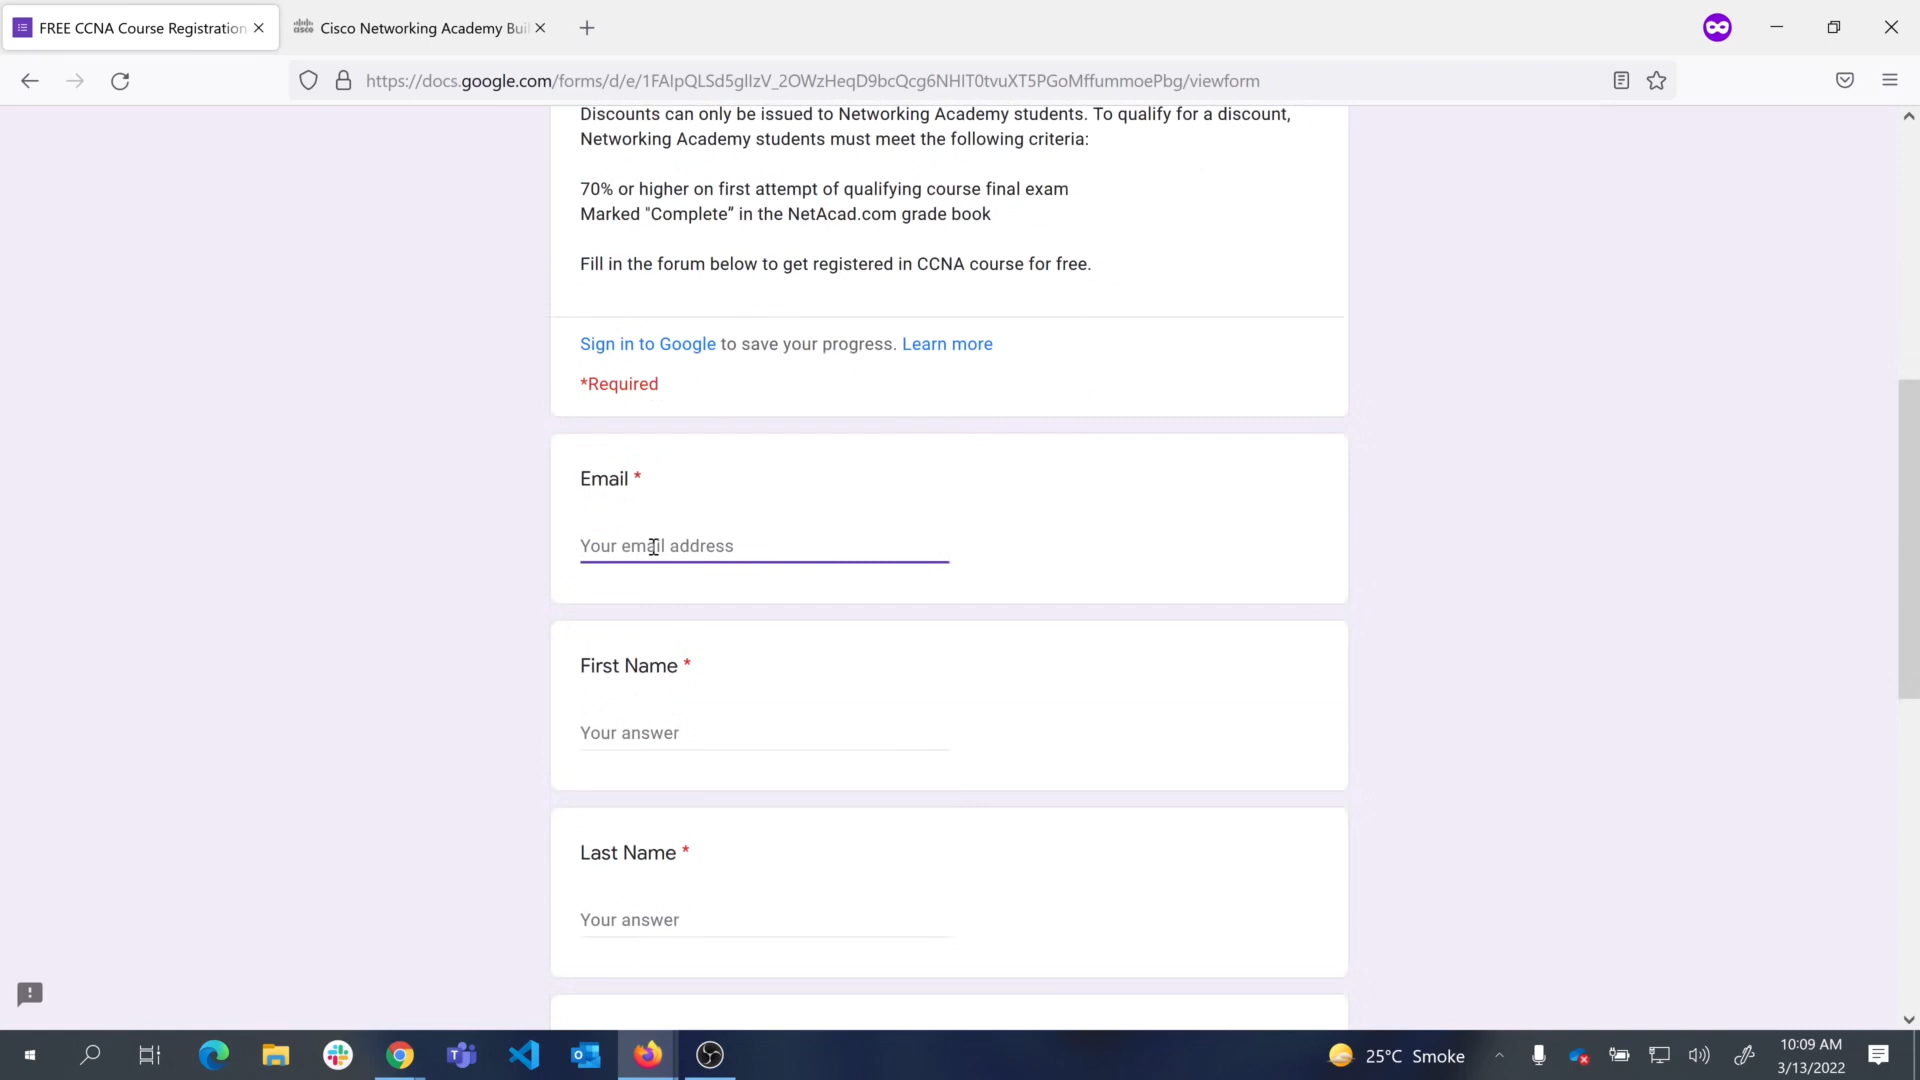 FREE CCNA Course Registration
Cisco Networking Academy Bui
https://docs.google.com/forms/d/e/1FAIpQLSd5gllzV_2OWzHeqD9bcQcg6NHIT0tvuXT5PGoMffummoePbg/viewform
Discounts can only be issued to Networking Academy students. To qualify for a discount,
Networking Academy students must meet the following criteria:
70% or higher on first attempt of qualifying course final exam
Marked "Complete” in the NetAcad.com grade book
Fill in the forum below to get registered in CCNA course for free.
Sign in to Google to save your progress. Learn more
*Required
Email *
Your email address
First Name *
Your answer
Last Name *
Your answer
25°C Smoke
10:09 AM
3/13/2022